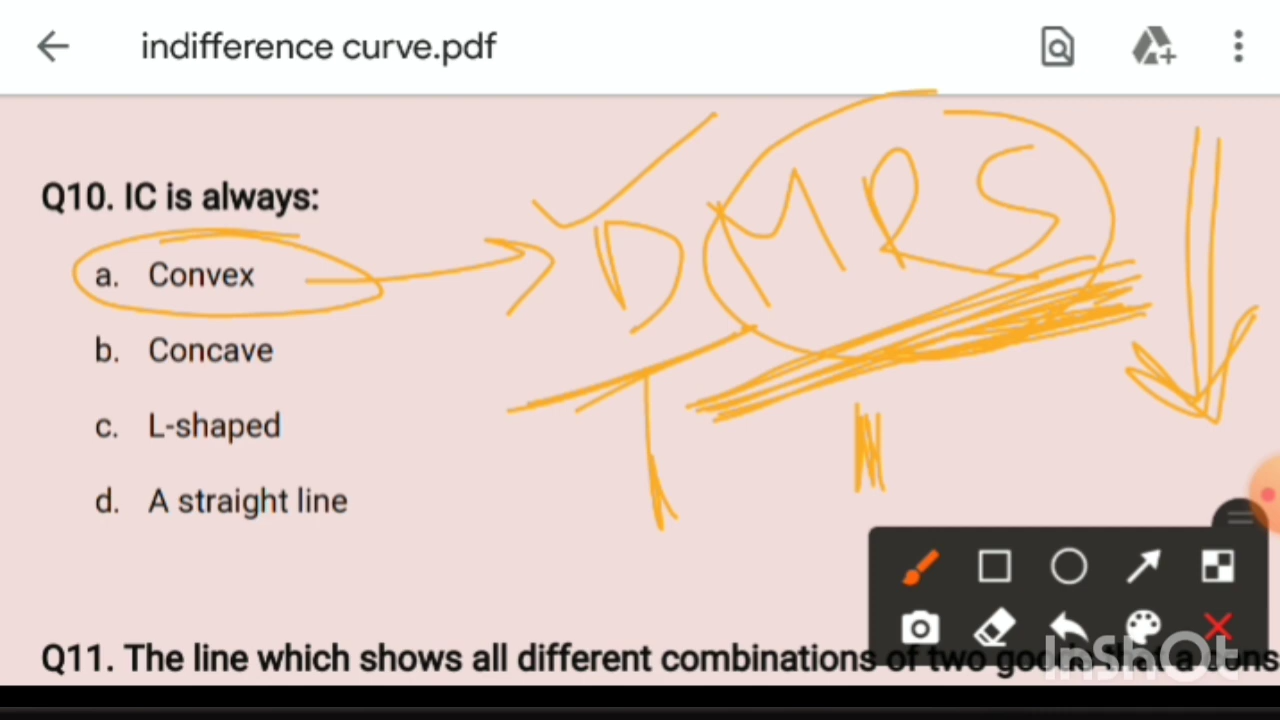 indifference curve.pdf
Q10. IC is always:
a. Convex
DMRS
b. Concave
c. L-shaped
d. A straight line
Q11. The line which shows all different combinations of two
InShOt